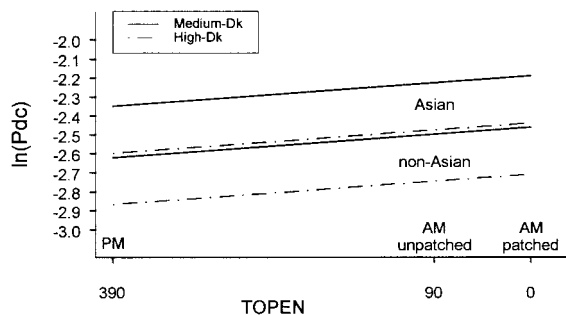 Medium-Dk
High-Dk
-2.0
-2.1
-2.2
-2.3
-2.4
-2.5
-2.6
-2.7
-2.8
-2.9
-3.0
ln(Pdc)
Asian
non-Asian
PM
AM
unpatched
AM
patched
390
90
0
TOPEN